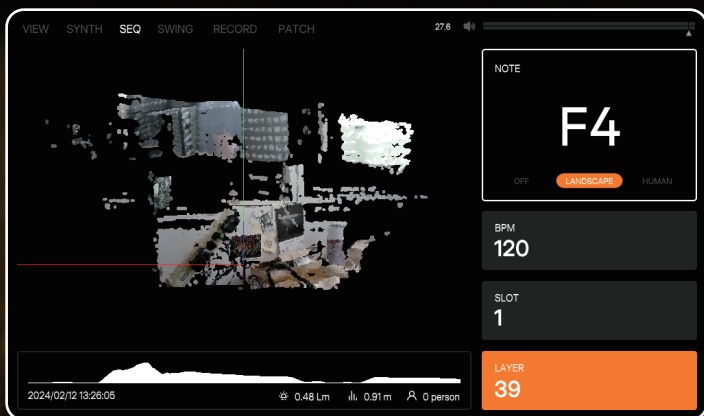 VIEW SYNTH SEQ SWING RECORD PATCH 27.6
NOTE
F4
OFF LANDSCAPE HUMAN
BPM
120
SLOT
1
LAYER
39
2024/02/12 13:26:05 0.48 Lm 0.91 m 0 person